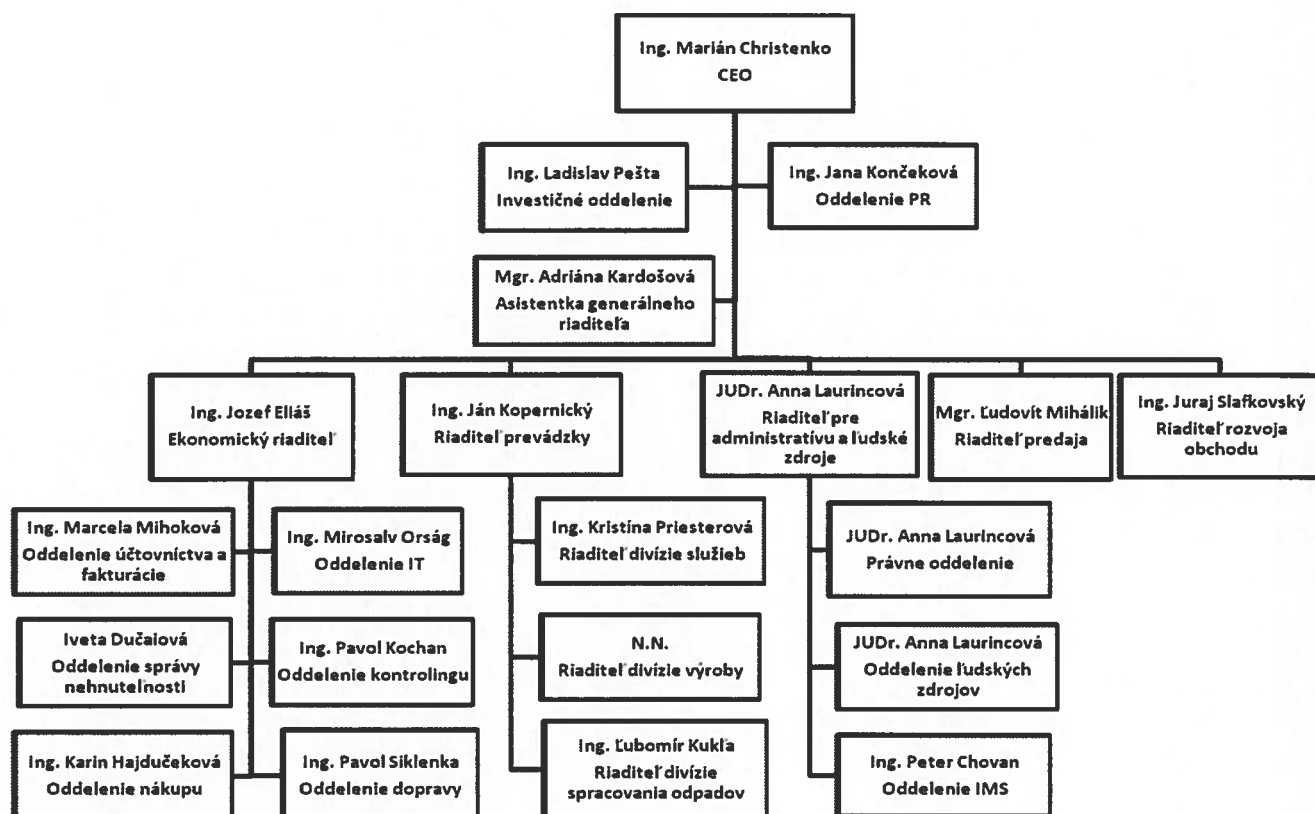 Ing. Marián Christenko
CEO
Ing. Ladislav Pešta
Investičné oddelenie
Ing. Jana Končeková
Oddelenie PR
Mgr. Adriána Kardošová
Asistentka generálneho
riaditeľa
Ing. Jozef Eliáš
Ekonomický riaditeľ
Ing. Ján Kopernický
Riaditeľ prevádzky
JUDr. Anna Laurincová
Riaditeľ pre
administratívu a ľudské
zdroje
Mgr. Ľudovít Mihálik
Riaditeľ predaja
Ing. Juraj Slafkovský
Riaditeľ rozvoja
obchodu
Ing. Marcela Mihoková
Oddelenie účtovníctva a
fakturácie
Ing. Mirosalv Orság
Oddelenie IT
Ing. Kristína Priesterová
Riaditeľ divízie služieb
JUDr. Anna Laurincová
Právne oddelenie
Iveta Dučaiová
Oddelenie správy
nehnuteľnosti
Ing. Pavol Kochan
Oddelenie kontrolingu
N.N.
Riaditeľ divízie výroby
JUDr. Anna Laurincová
Oddelenie ľudských
zdrojov
Ing. Karin Hajdučeková
Oddelenie nákupu
Ing. Pavol Siklenka
Oddelenie dopravy
Ing. Ľubomír Kukľa
Riaditeľ divízie
spracovania odpadov
Ing. Peter Chovan
Oddelenie IMS